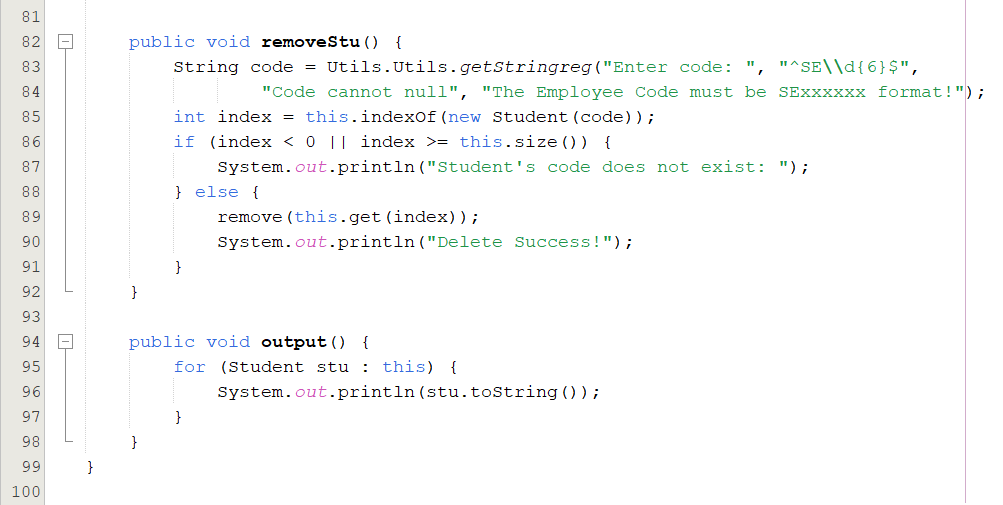 81
82 public void removeStu() {
83 String code = Utils.Utils.getStringreg("Enter code: ", "^SE\\d{6}$",
84 "Code cannot null", "The Employee Code must be SExxxxxx format!");
85 int index = this.indexOf(new Student(code));
86 if (index < 0 || index >= this.size()) {
87 System.out.println("Student's code does not exist: ");
88 } else {
89 remove(this.get(index));
90 System.out.println("Delete Success!");
91 }
92 }
93
94 public void output() {
95 for (Student stu : this) {
96 System.out.println(stu.toString());
97 }
98 }
99 }
100